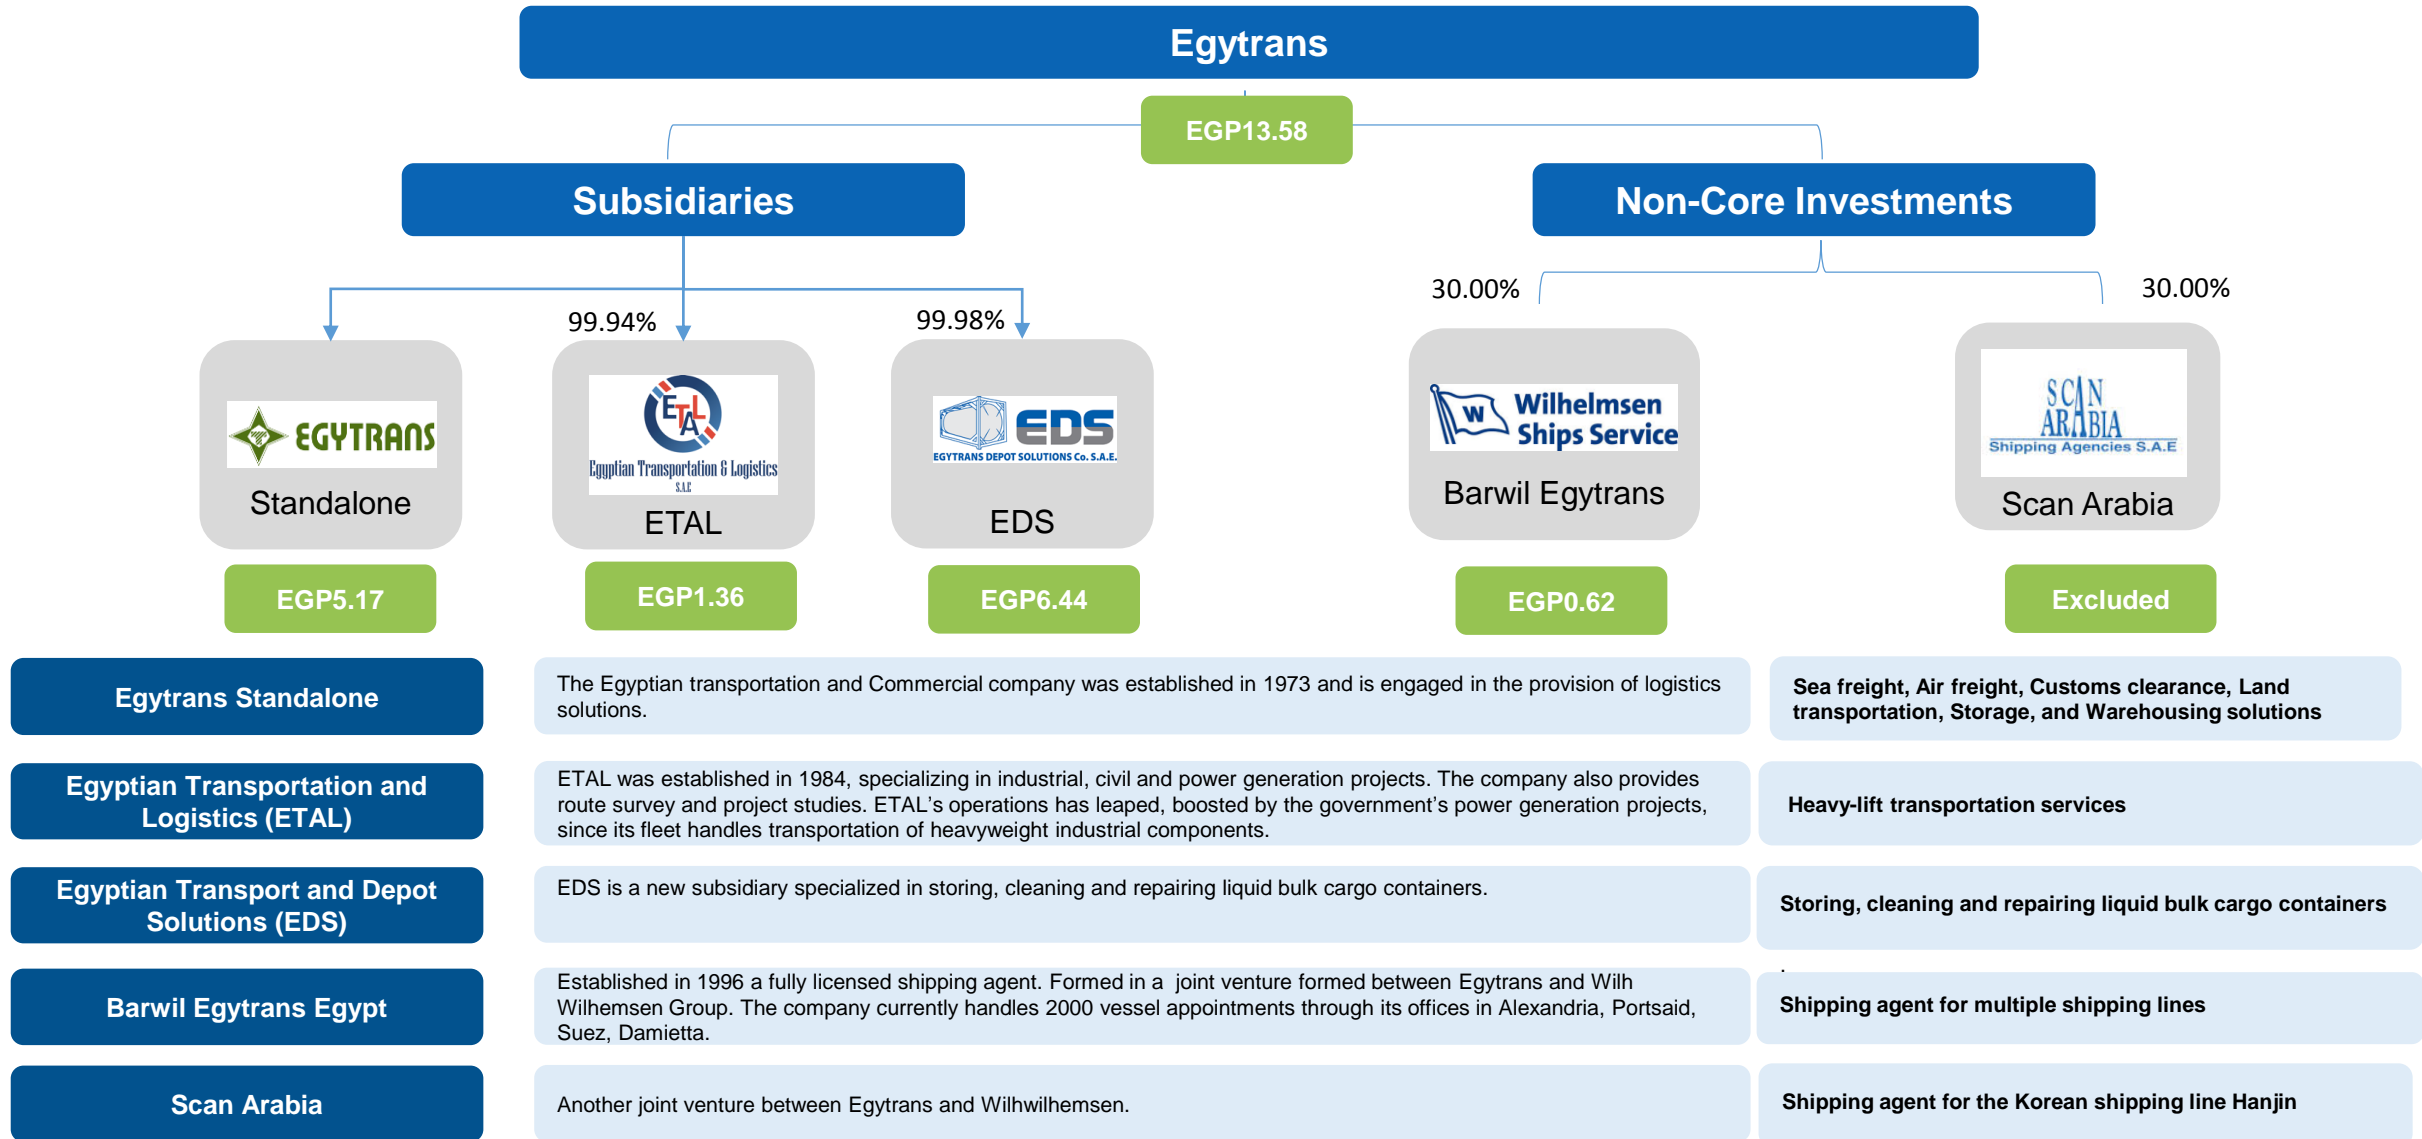 Egytrans
EGP13.58
Subsidiaries
Non-Core Investments
99.94%
99.98%
30.00%
30.00%
EGYTRANS
Standalone
ETAL
Egyptian Transportation & Logistics
S.A.E
ETAL
EDS
EGYTRANS DEPOT SOLUTIONS Co. S.A.E.
EDS
W
Wilhelmsen
Ships Service
Barwil Egytrans
SCAN
ARABIA
Shipping Agencies S.A.E
Scan Arabia
EGP5.17
EGP1.36
EGP6.44
EGP0.62
Excluded
Egytrans Standalone
The Egyptian transportation and Commercial company was established in 1973 and is engaged in the provision of logistics
solutions.
Sea freight, Air freight, Customs clearance, Land
transportation, Storage, and Warehousing solutions
Egyptian Transportation and
Logistics (ETAL)
ETAL was established in 1984, specializing in industrial, civil and power generation projects. The company also provides
route survey and project studies. ETAL’s operations has leaped, boosted by the government’s power generation projects,
since its fleet handles transportation of heavyweight industrial components.
Heavy-lift transportation services
Egyptian Transport and Depot
Solutions (EDS)
EDS is a new subsidiary specialized in storing, cleaning and repairing liquid bulk cargo containers.
Storing, cleaning and repairing liquid bulk cargo containers
.
Barwil Egytrans Egypt
Established in 1996 a fully licensed shipping agent. Formed in a  joint venture formed between Egytrans and Wilh
Wilhemsen Group. The company currently handles 2000 vessel appointments through its offices in Alexandria, Portsaid,
Suez, Damietta.
Shipping agent for multiple shipping lines
Scan Arabia
Another joint venture between Egytrans and Wilhwilhemsen.
Shipping agent for the Korean shipping line Hanjin